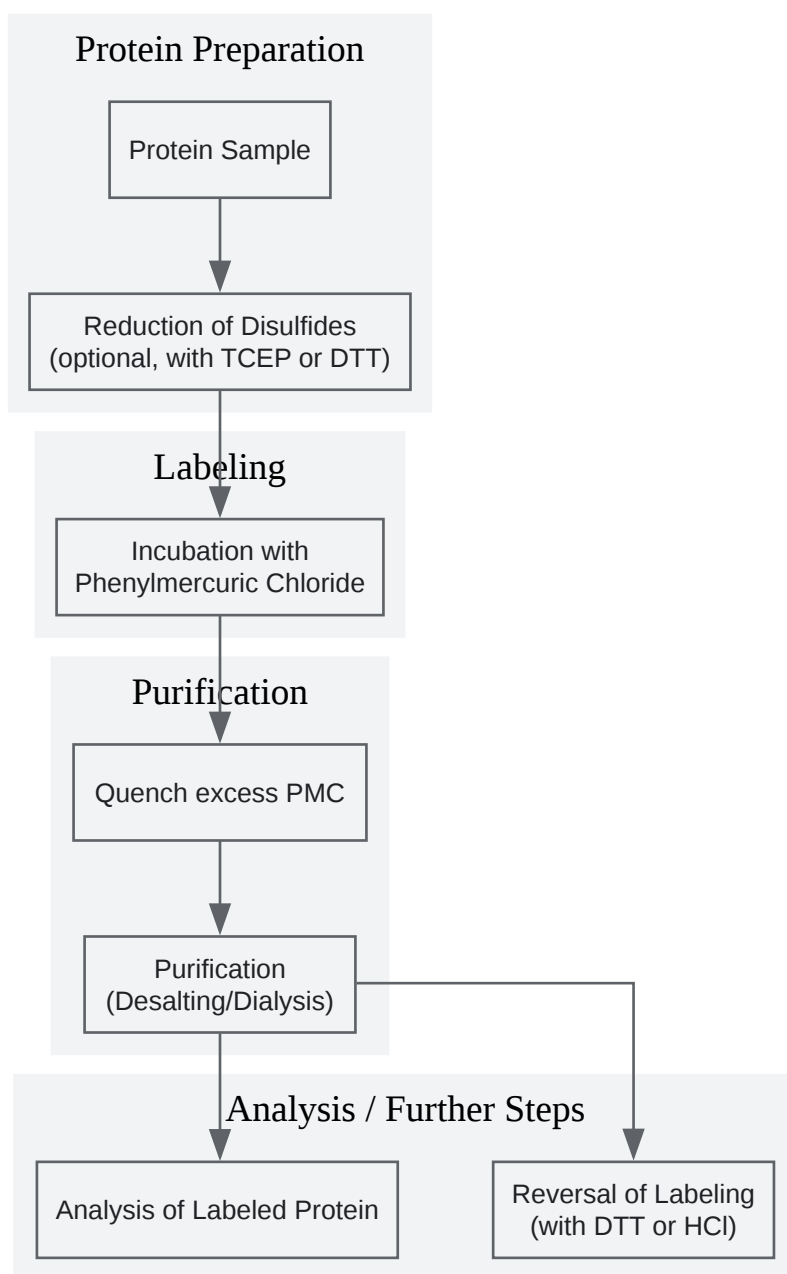 Protein Preparation
Protein Sample
Reduction of Disulfides
(optional, with TCEP or DTT)
Labeling
Incubation with
Phenylmercuric Chloride
Purification
Quench excess PMC
Purification
(Desalting/Dialysis)
Analysis / Further Steps
Analysis of Labeled Protein
Reversal of Labeling
(with DTT or HCl)